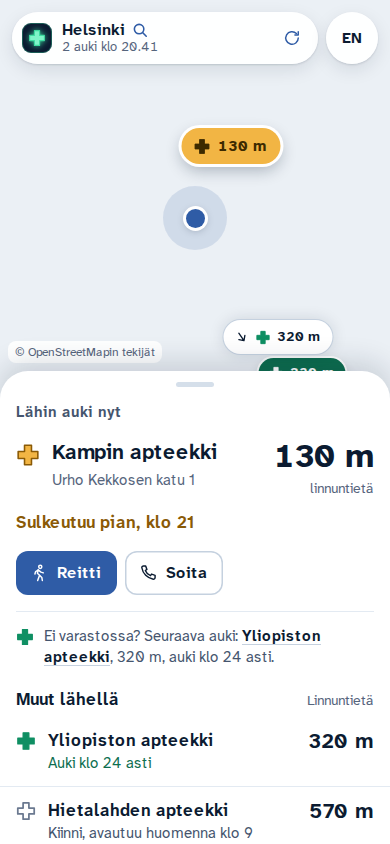 Helsinki
2 auki klo 20.41
EN
130 m
320 m
© OpenStreetMapin tekijät
Lähin auki nyt
Kampin apteekki
130 m
Urho Kekkosen katu 1
linnuntietä
Sulkeutuu pian, klo 21
Reitti
Soita
Ei varastossa? Seuraava auki: Yliopiston
apteekki, 320 m, auki klo 24 asti.
Muut lähellä
Linnuntietä
Yliopiston apteekki
320 m
Auki klo 24 asti
Hietalahden apteekki
570 m
Kiinni, avautuu huomenna klo 9